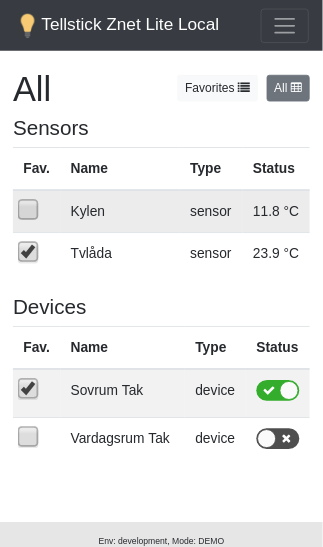 Tellstick Znet Lite Local
All
Favorites
All
Sensors
Fav. Name Type Status
Kylen sensor 11.8 °C
Tvlåda sensor 23.9 °C
Devices
Fav. Name Type Status
Sovrum Tak device
Vardagsrum Tak device
Env: development, Mode: DEMO